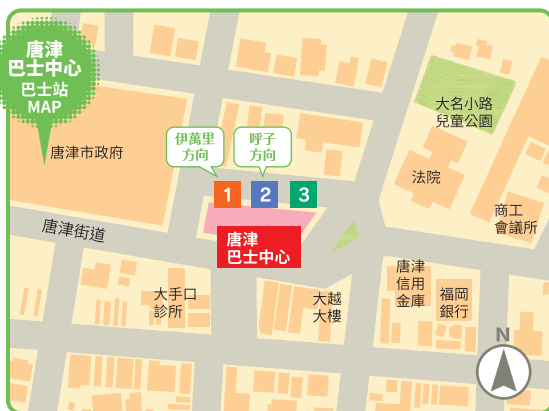 唐津
巴士中心
巴士站
MAP
唐津市政府
伊萬里
方向
呼子
方向
1
2
3
大名小路
兒童公園
法院
商工
會議所
唐津街道
唐津
巴士中心
大手口
診所
大越
大樓
唐津
信用
金庫
福岡
銀行
N